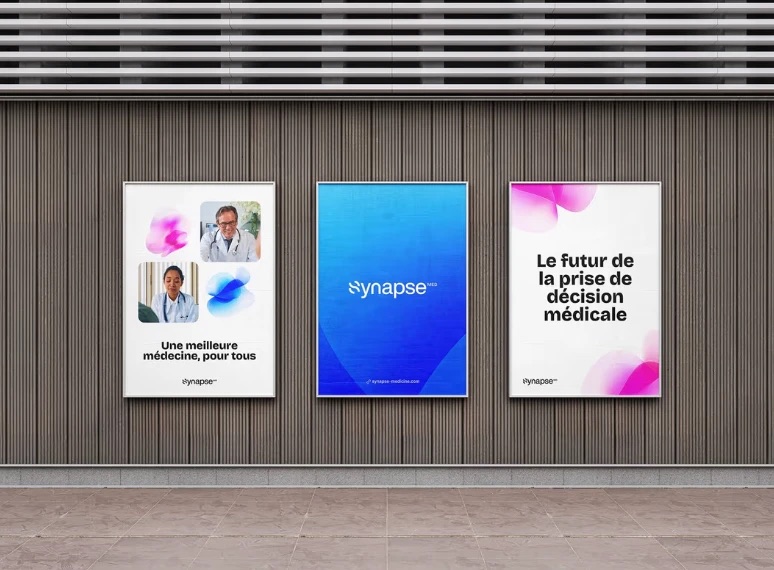 Une meilleure
médecine, pour tous
Synapse
Synapse MED
synapse-medicine.com
Le futur de
la prise de
décision
médicale
Synapse